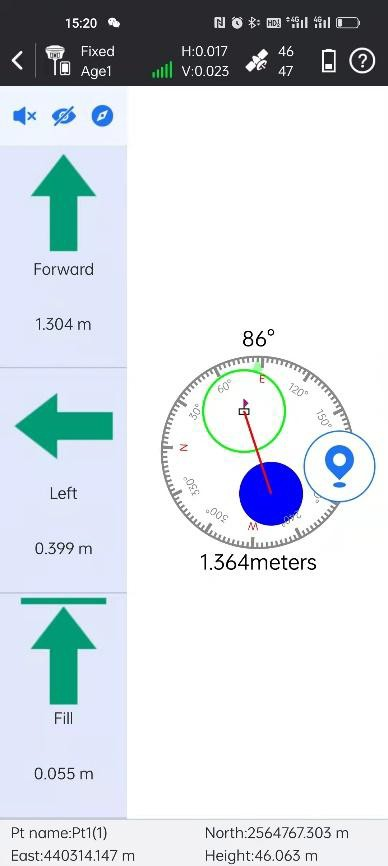 15:20
Fixed
Age1
H:0.017
V:0.023
46
47
Forward
1.304 m
Left
0.399 m
Fill
0.055 m
86°
60°
E
120°
30°
150°
N
330°
300°
W
240°
1.364meters
Pt name:Pt1(1)
North:2564767.303 m
East:440314.147 m
Height:46.063 m